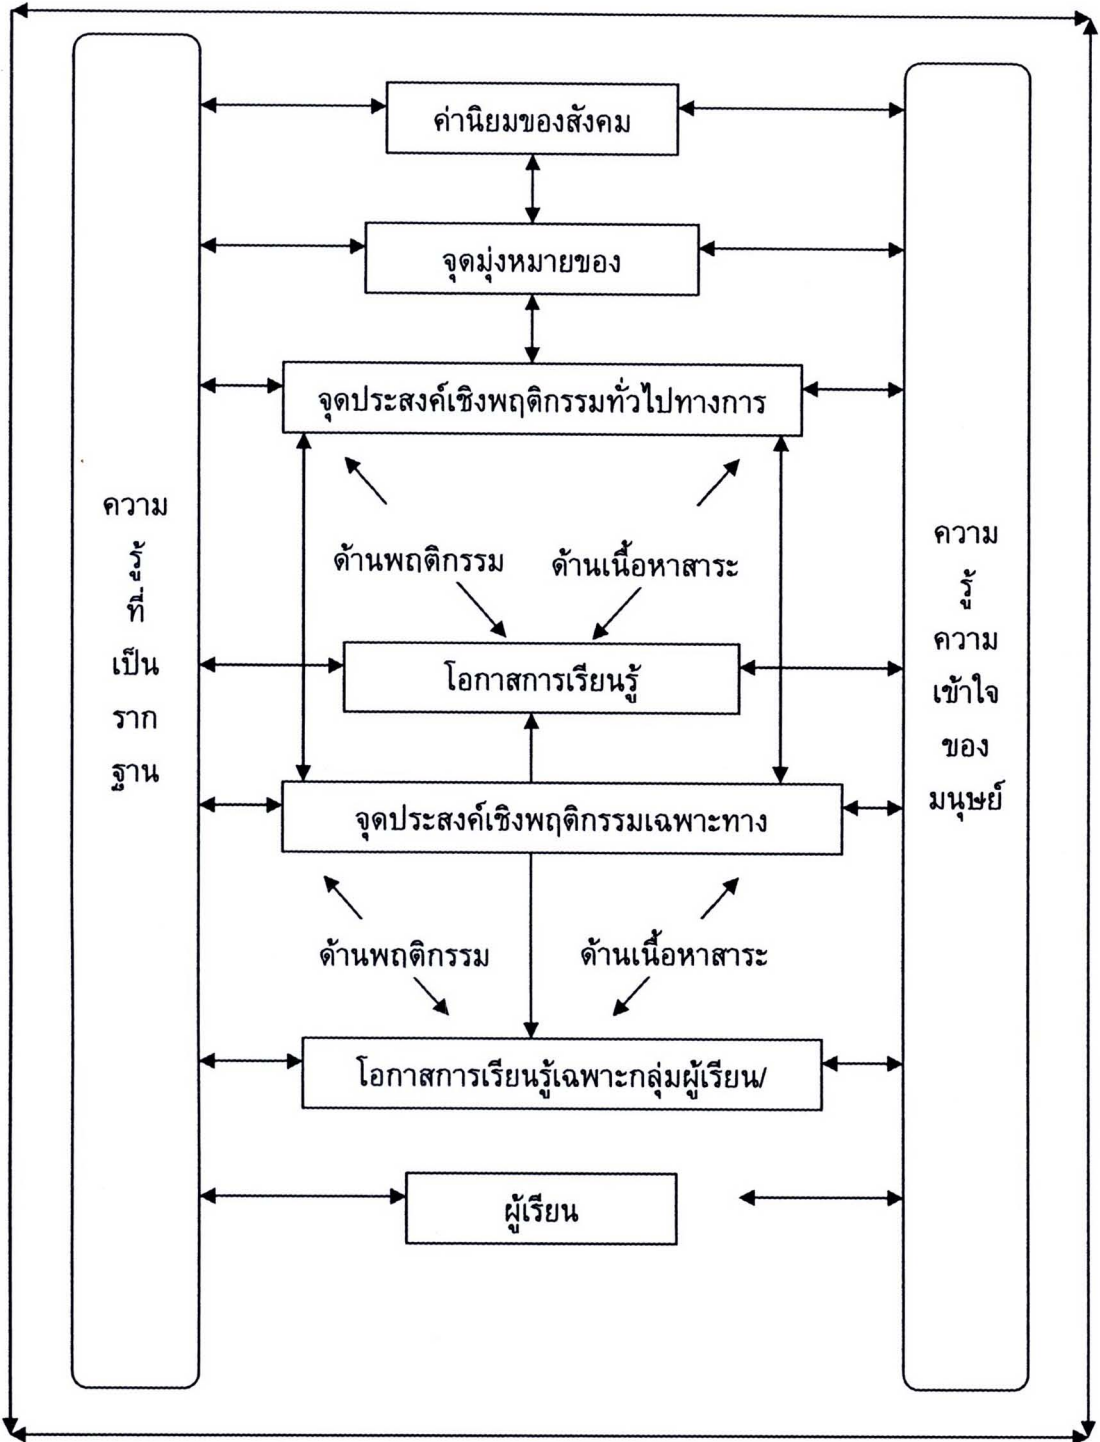 ค่านิยมของสังคม
จุดมุ่งหมายของ
จุดประสงค์เชิงพฤติกรรมทั่วไปทางการ
ความ
รู้
ที่
เป็น
ราก
ฐาน
ด้านพฤติกรรม
ด้านเนื้อหาสาระ
โอกาสการเรียนรู้
จุดประสงค์เชิงพฤติกรรมเฉพาะทาง
ด้านพฤติกรรม
ด้านเนื้อหาสาระ
โอกาสการเรียนรู้เฉพาะกลุ่มผู้เรียน/
ผู้เรียน
ความ
รู้
ความ
เข้าใจ
ของ
มนุษย์